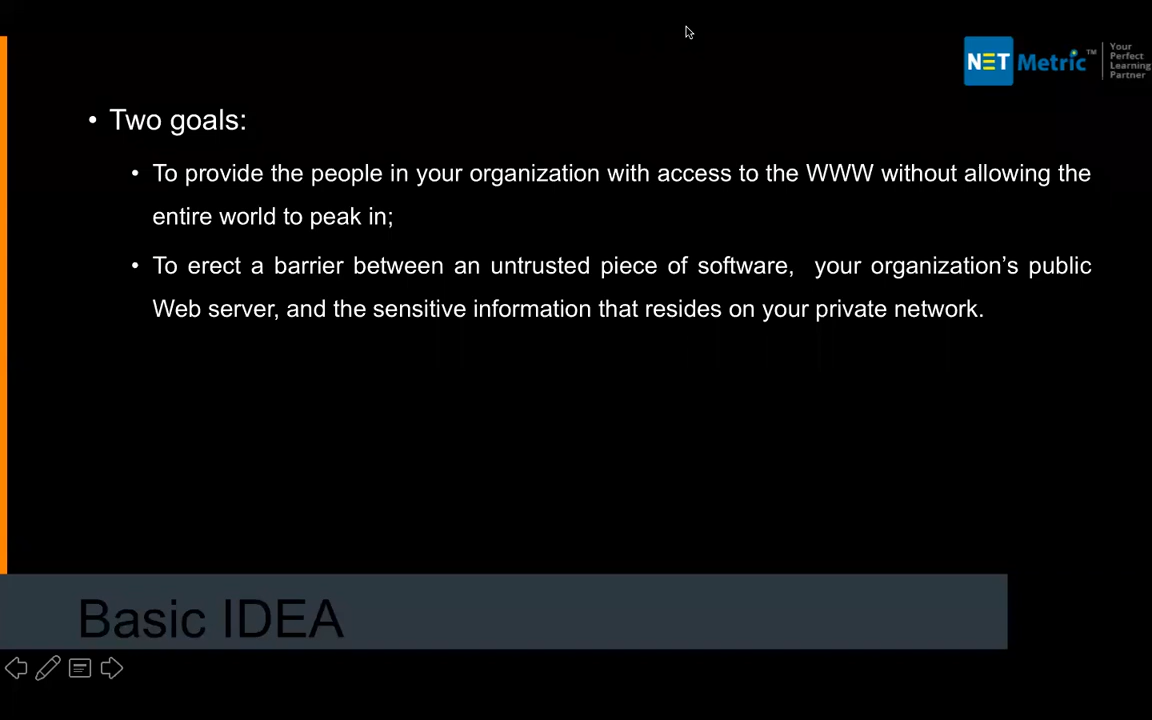 NET Metric™ Your
Perfect
Learning
Partner
• Two goals:
• To provide the people in your organization with access to the WWW without allowing the
entire world to peak in;
• To erect a barrier between an untrusted piece of software,  your organization’s public
Web server, and the sensitive information that resides on your private network.
Basic IDEA